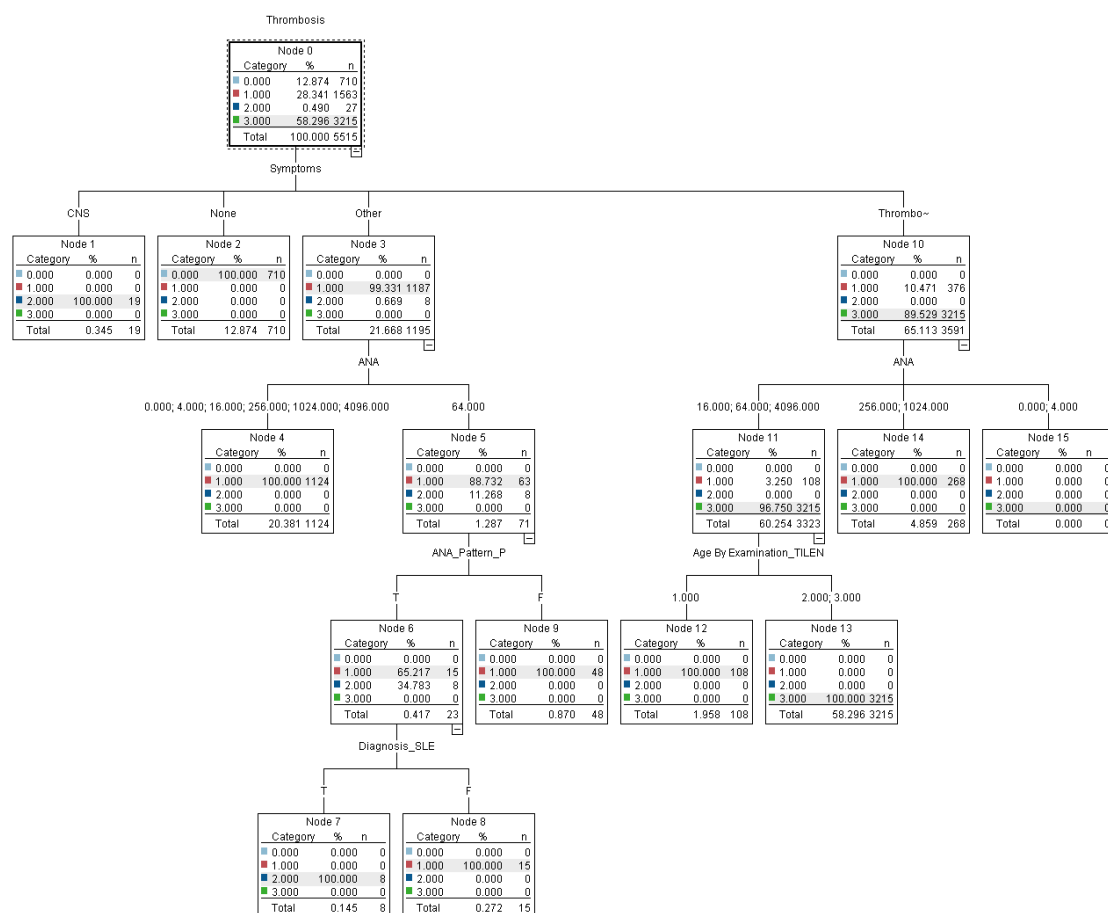 Thrombosis
Node 0
Category % n
0.000 12.874 710
1.000 28.341 1563
2.000 0.490 27
3.000 58.296 3215
Total 100.000 5515
Symptoms
CNS
None
Other
Thrombo~
Node 1
Category % n
0.000 0.000 0
1.000 0.000 0
2.000 100.000 19
3.000 0.000 0
Total 0.345 19
Node 2
Category % n
0.000 100.000 710
1.000 0.000 0
2.000 0.000 0
3.000 0.000 0
Total 12.874 710
Node 3
Category % n
0.000 0.000 0
1.000 99.331 1187
2.000 0.669 8
3.000 0.000 0
Total 21.668 1195
Node 10
Category % n
0.000 0.000 0
1.000 10.471 376
2.000 0.000 0
3.000 89.529 3215
Total 65.113 3591
ANA
ANA
0.000; 4.000; 16.000; 256.000; 1024.000; 4096.000
64.000
16.000; 64.000; 4096.000
256.000; 1024.000
0.000; 4.000
Node 4
Category % n
0.000 0.000 0
1.000 100.000 1124
2.000 0.000 0
3.000 0.000 0
Total 20.381 1124
Node 5
Category % n
0.000 0.000 0
1.000 88.732 63
2.000 11.268 8
3.000 0.000 0
Total 1.287 71
Node 11
Category % n
0.000 0.000 0
1.000 3.250 108
2.000 0.000 0
3.000 96.750 3215
Total 60.254 3323
Node 14
Category % n
0.000 0.000 0
1.000 100.000 268
2.000 0.000 0
3.000 0.000 0
Total 4.859 268
Node 15
Category % n
0.000 0.000 0
1.000 0.000 0
2.000 0.000 0
3.000 0.000 0
Total 0.000 0
ANA_Pattern_P
Age By Examination_TILEN
T
F
1.000
2.000; 3.000
Node 6
Category % n
0.000 0.000 0
1.000 65.217 15
2.000 34.783 8
3.000 0.000 0
Total 0.417 23
Node 9
Category % n
0.000 0.000 0
1.000 100.000 48
2.000 0.000 0
3.000 0.000 0
Total 0.870 48
Node 12
Category % n
0.000 0.000 0
1.000 100.000 108
2.000 0.000 0
3.000 0.000 0
Total 1.958 108
Node 13
Category % n
0.000 0.000 0
1.000 0.000 0
2.000 0.000 0
3.000 100.000 3215
Total 58.296 3215
Diagnosis_SLE
T
F
Node 7
Category % n
0.000 0.000 0
1.000 0.000 0
2.000 100.000 8
3.000 0.000 0
Total 0.145 8
Node 8
Category % n
0.000 0.000 0
1.000 100.000 15
2.000 0.000 0
3.000 0.000 0
Total 0.272 15